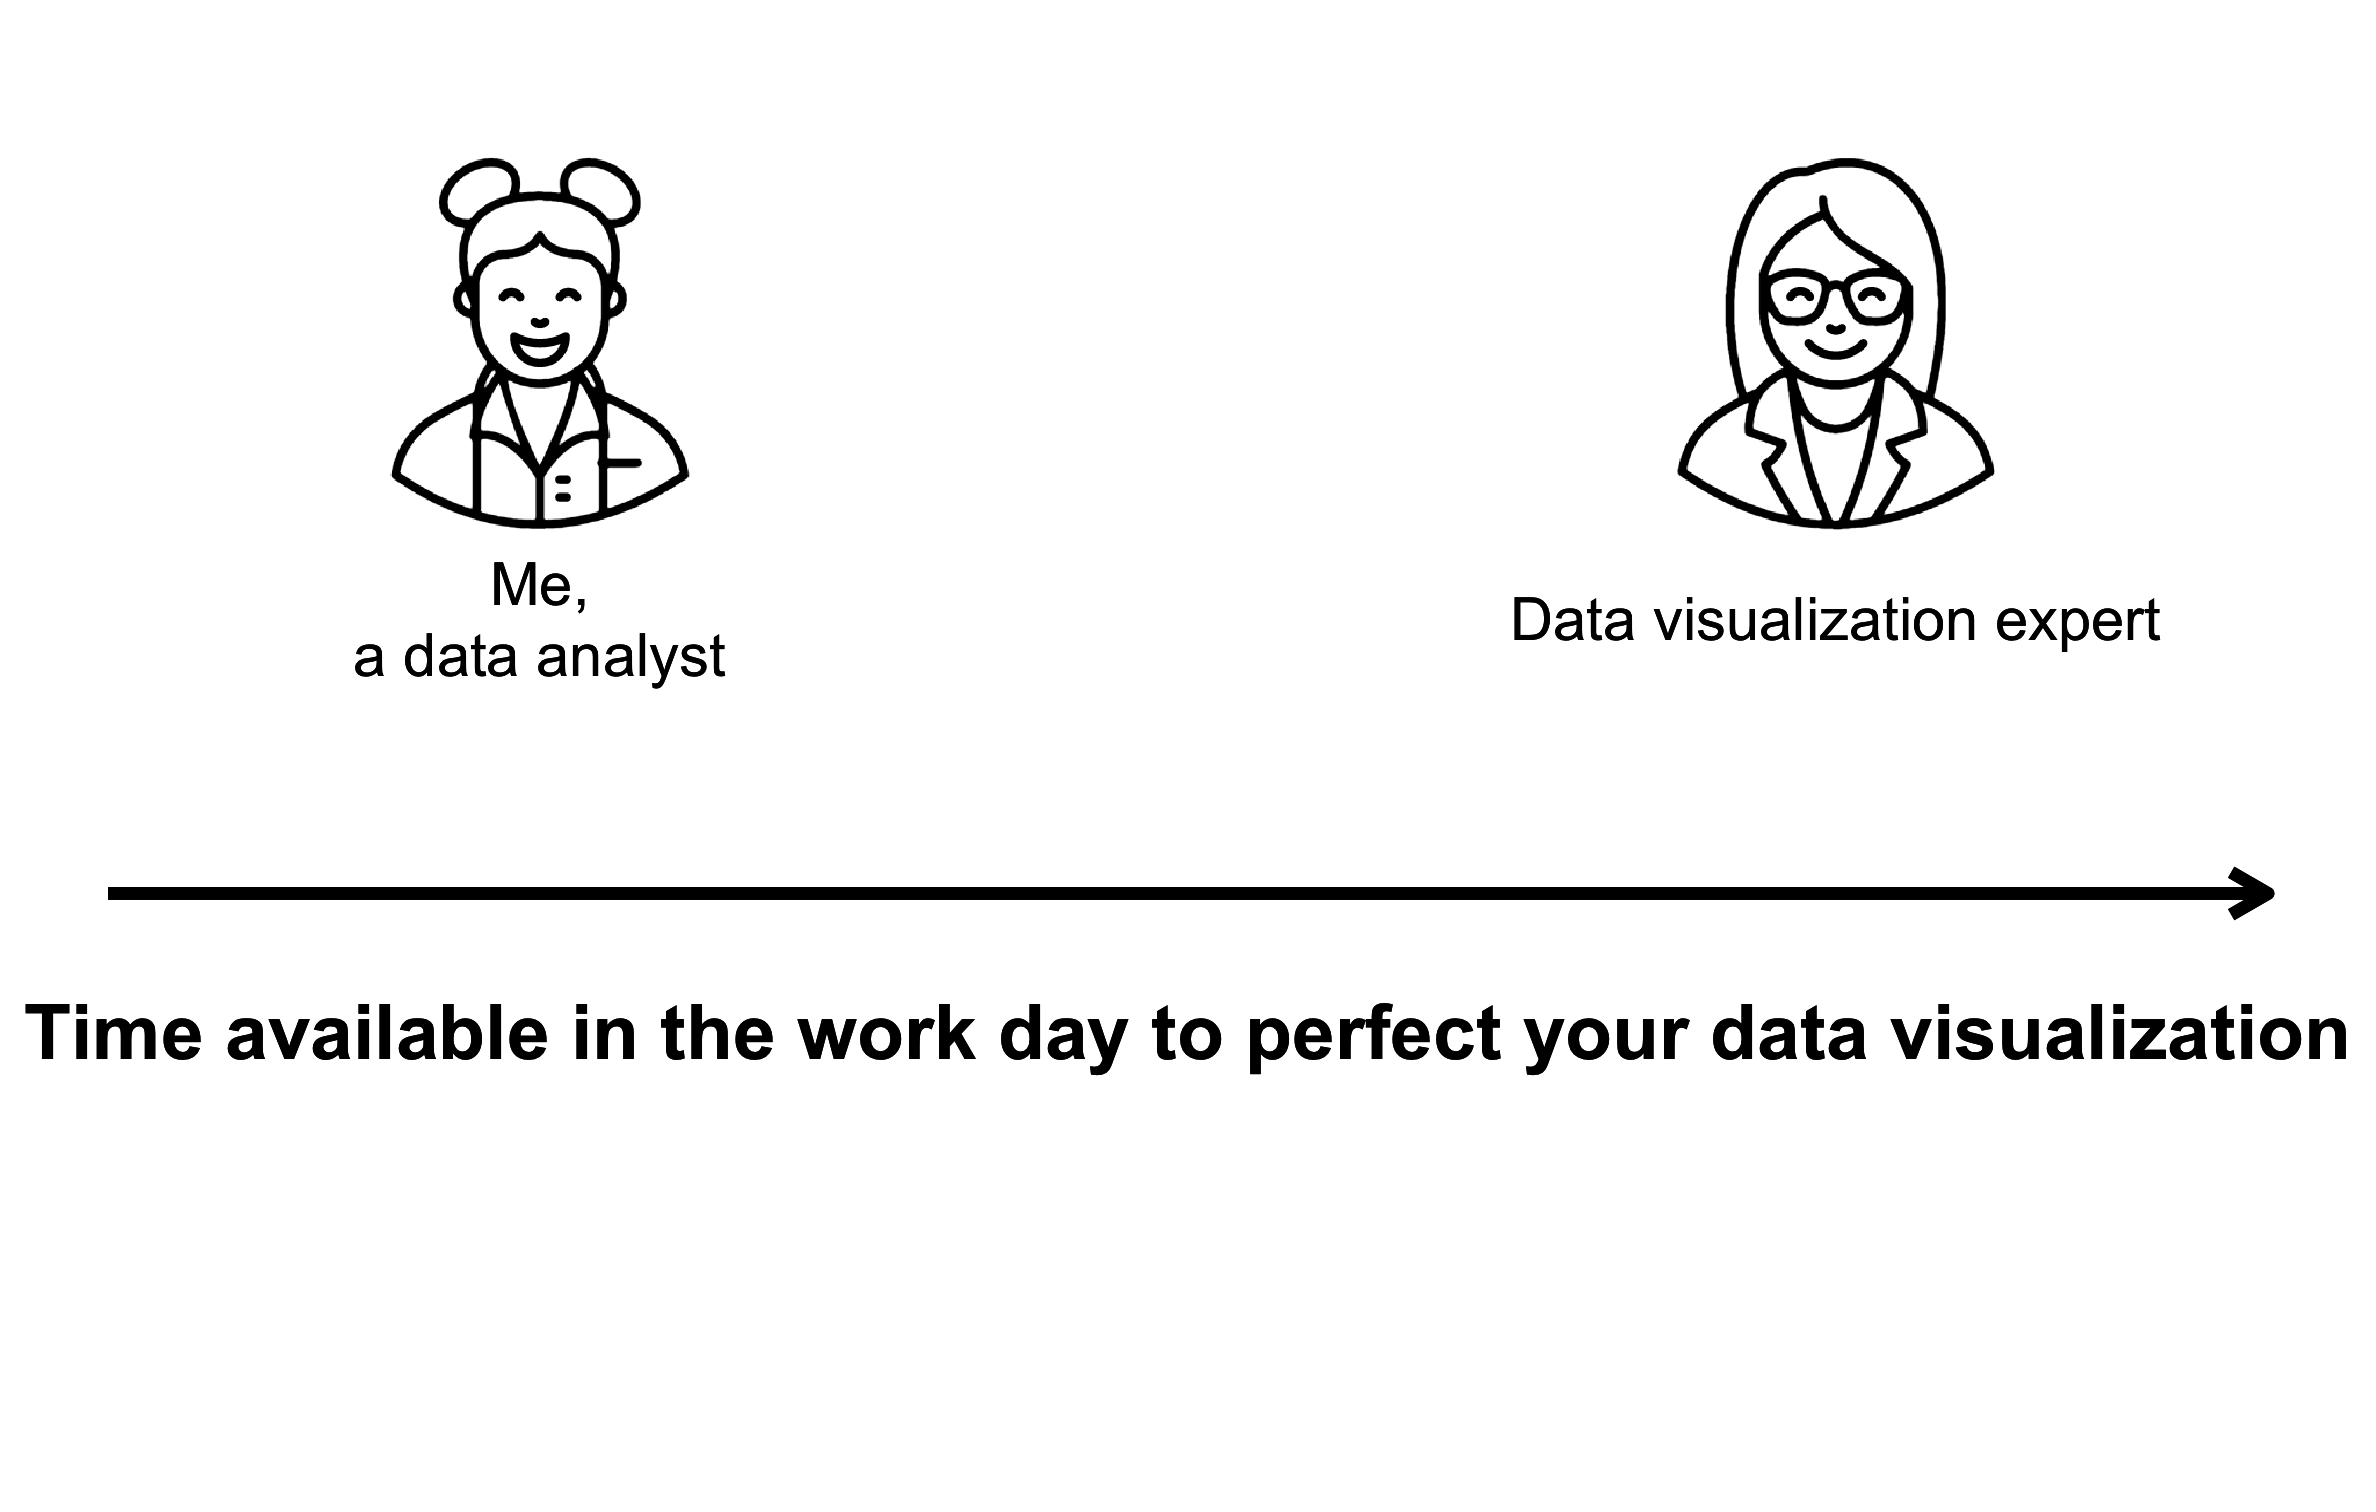 Me,
a data analyst
Data visualization expert
Time available in the work day to perfect your data visualization